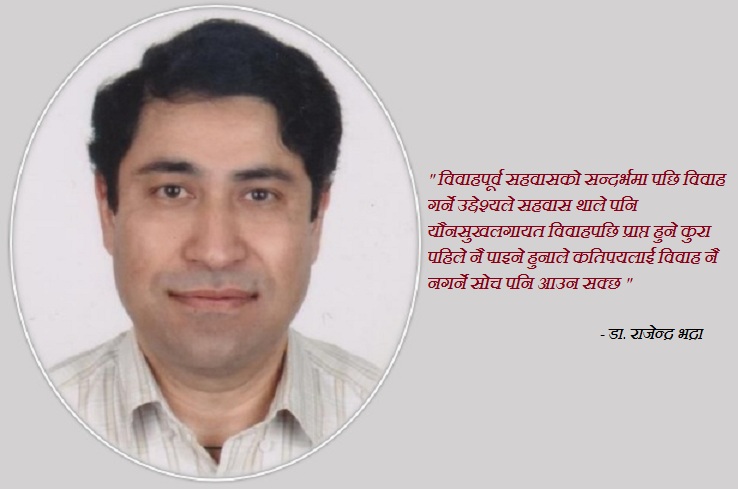 " विवाहपूर्व सहवासको सन्दर्भमा पछि विवाह
गर्ने उद्देश्यले सहवास थाले पनि
यौनसुखलगायत विवाहपछि प्राप्त हुने कुरा
पहिले नै पाइने हुनाले कतिपयलाई विवाह नै
नगर्ने सोच पनि आउन सक्छ "
- डा. राजेन्द्र भद्रा